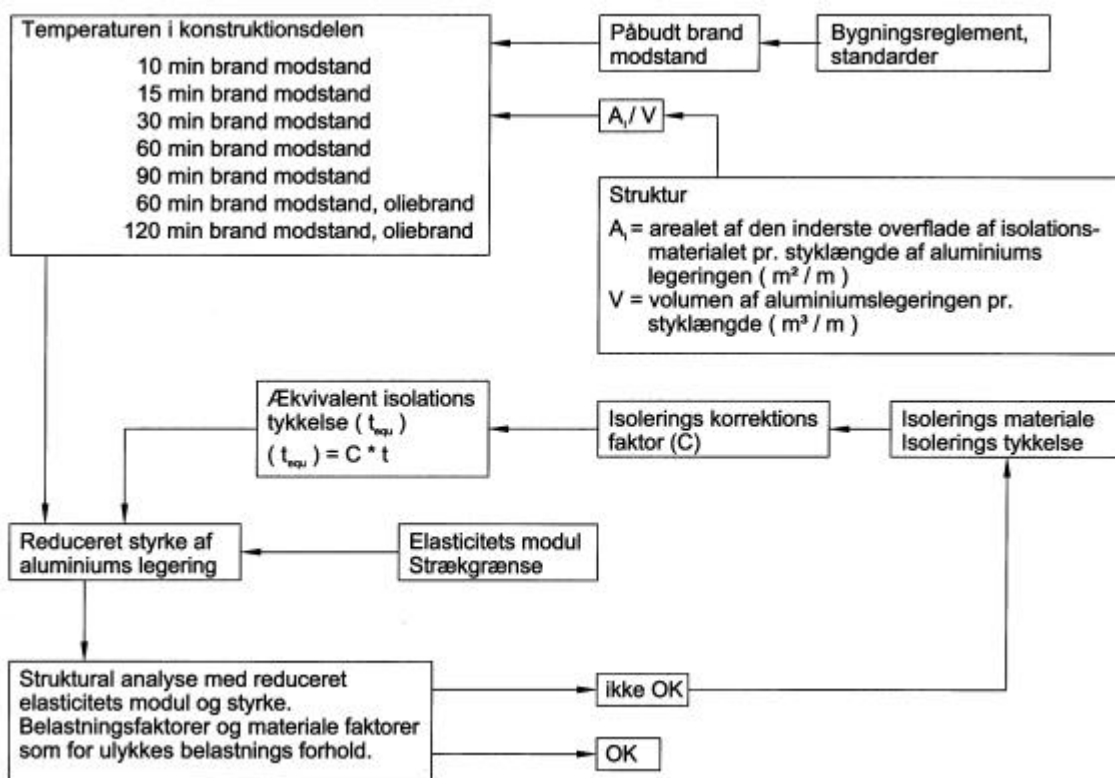 Temperaturen i konstruktionsdelen
10 min brand modstand
15 min brand modstand
30 min brand modstand
60 min brand modstand
90 min brand modstand
60 min brand modstand, oliebrand
120 min brand modstand, oliebrand
Påbudt brand
modstand
Bygningsreglement,
standarder
Aᵢ / V
Struktur
Aᵢ = arealet af den inderste overflade af isolations-
materialet pr. styklængde af aluminiums
legeringen ( m² / m )
V = volumen af aluminiumslegeringen pr.
styklængde ( m³ / m )
Ækvivalent isolations
tykkelse ( t_equ )
( t_equ ) = C * t
Isolerings korrektions
faktor (C)
Isolerings materiale
Isolerings tykkelse
Reduceret styrke af
aluminiums legering
Elasticitets modul
Strækgrænse
Struktural analyse med reduceret
elasticitets modul og styrke.
Belastningsfaktorer og materiale faktorer
som for ulykkes belastnings forhold.
ikke OK
OK